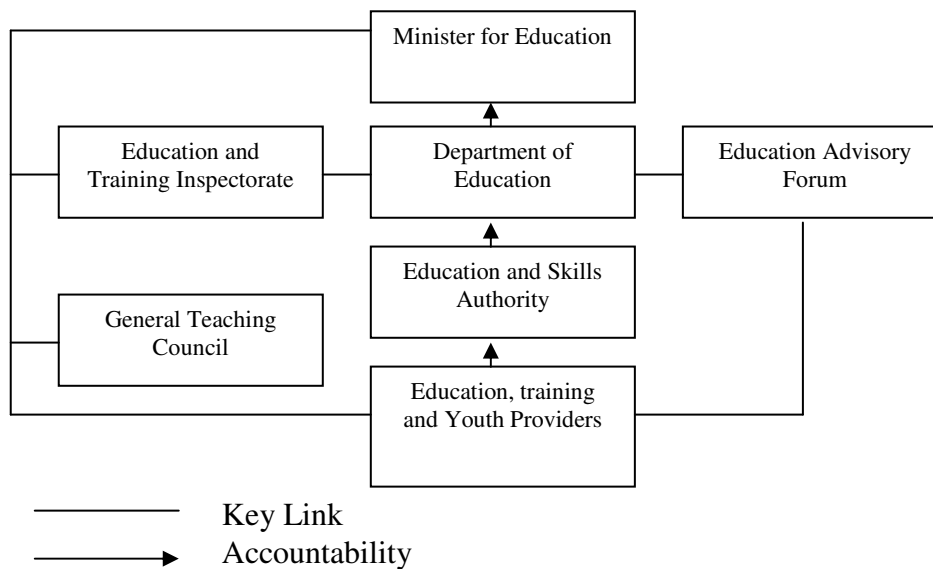 Minister for Education
Education and
Training Inspectorate
Department of
Education
Education Advisory
Forum
Education and Skills
Authority
General Teaching
Council
Education, training
and Youth Providers
Key Link
Accountability